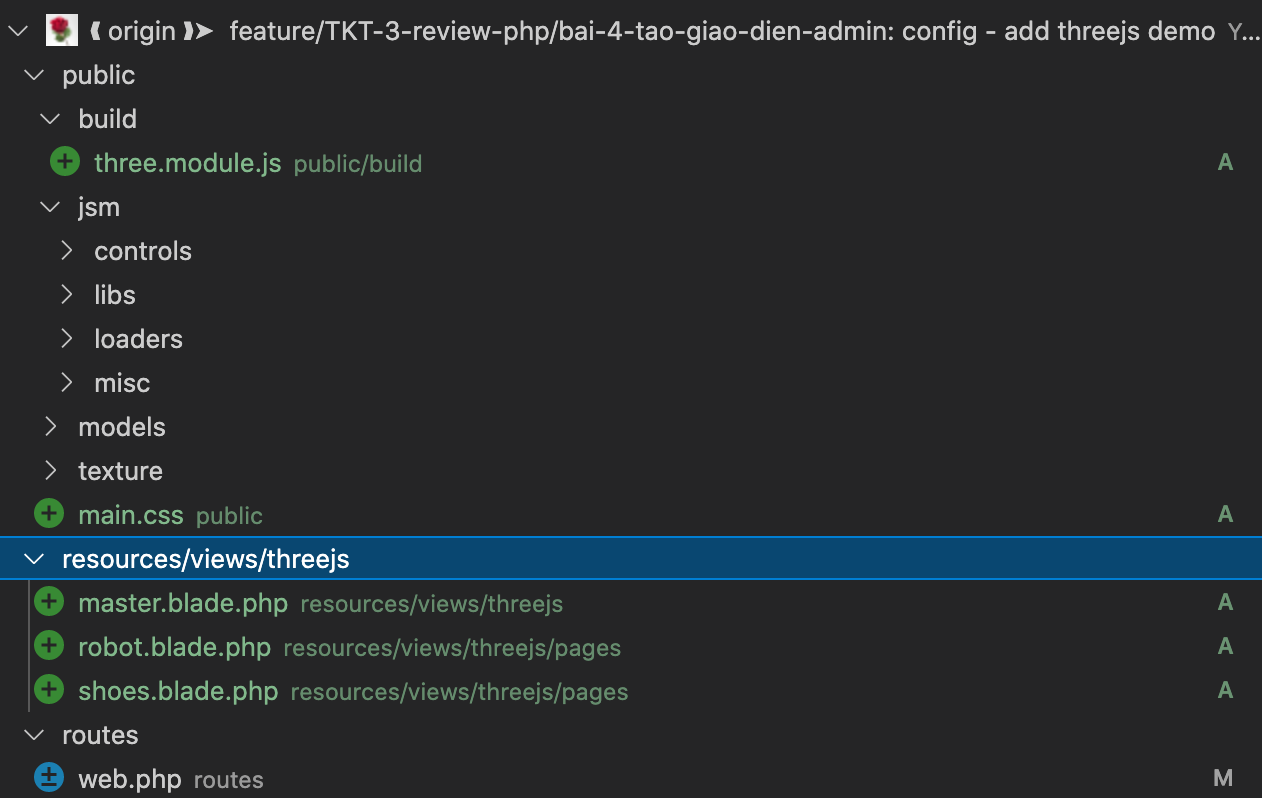 origin feature/TKT-3-review-php/bai-4-tao-giao-dien-admin: config - add threejs demo Y...
public
build
three.module.js public/build A
jsm
controls
libs
loaders
misc
models
texture
main.css public A
resources/views/threejs
master.blade.php resources/views/threejs A
robot.blade.php resources/views/threejs/pages A
shoes.blade.php resources/views/threejs/pages A
routes
web.php routes M